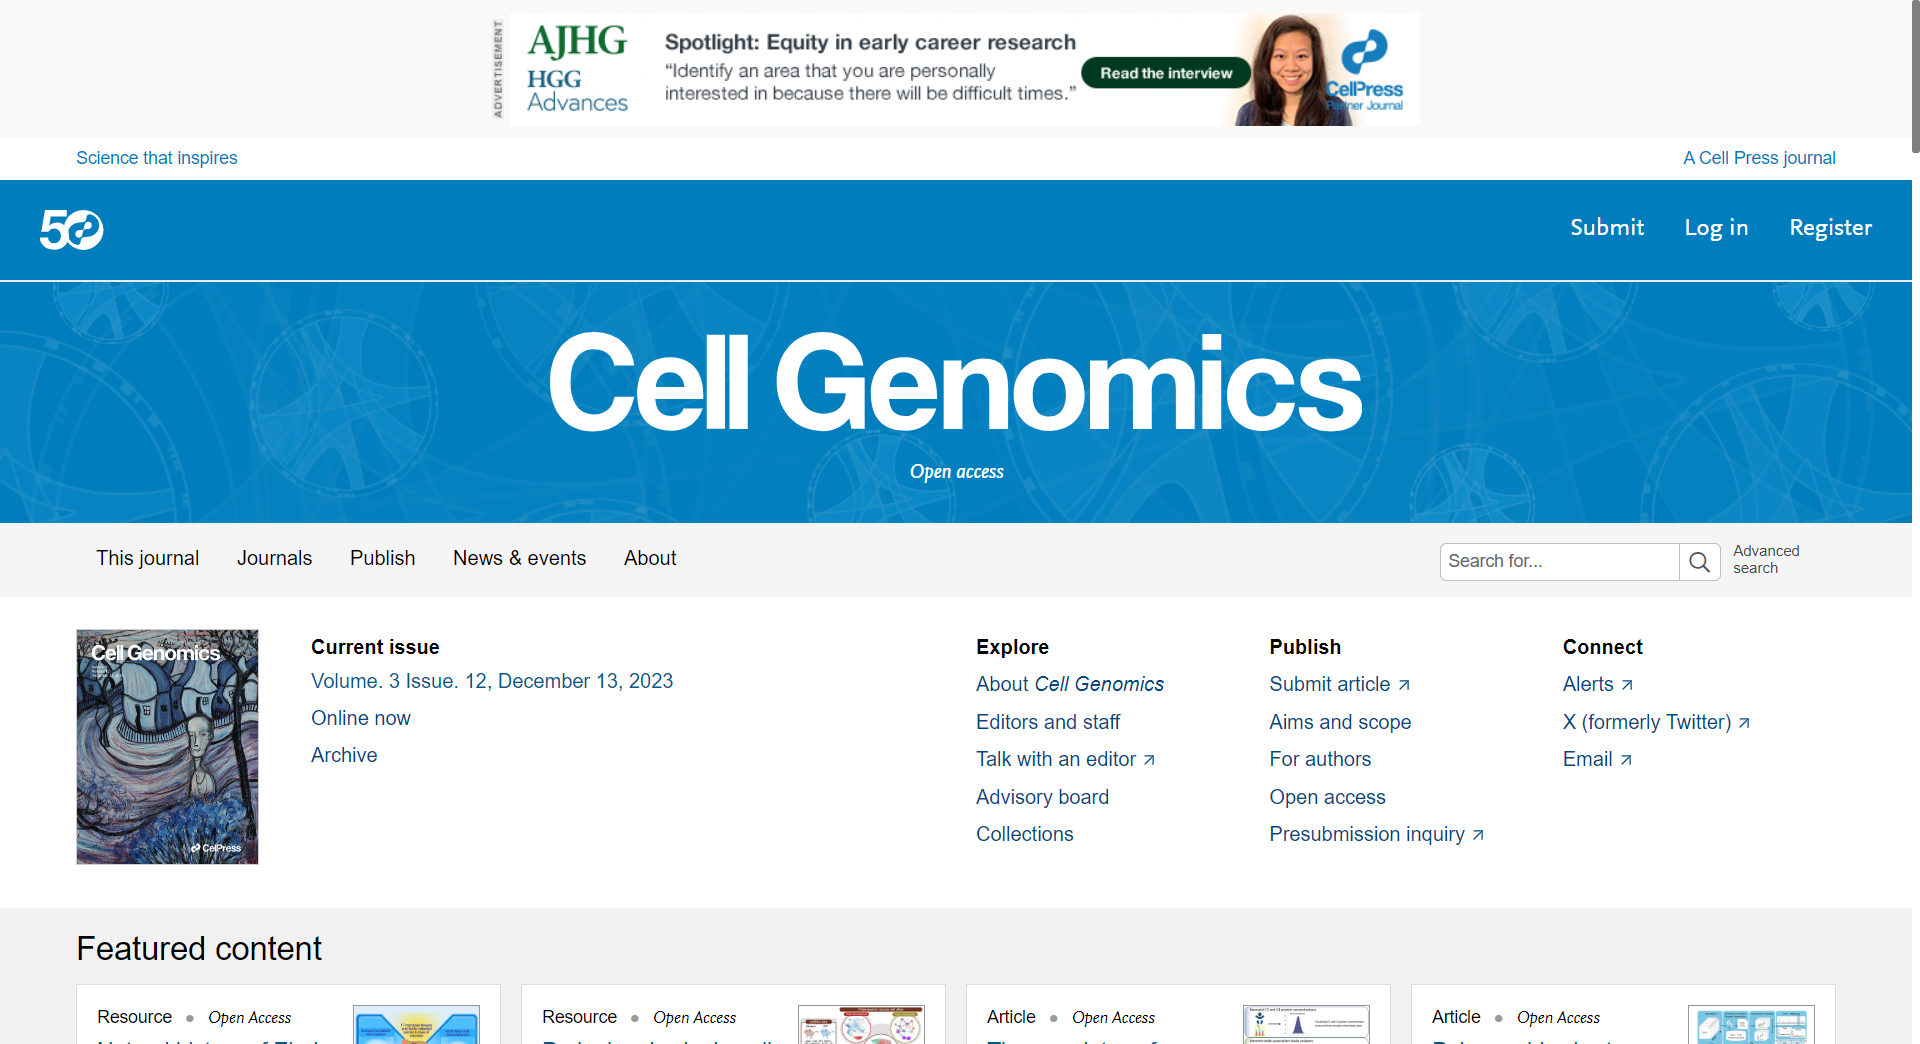 ADVERTISEMENT
AJHG
HGG
Advances
Spotlight: Equity in early career research
“Identify an area that you are personally
interested in because there will be difficult times.”
Read the interview
CellPress
Partner Journal
Science that inspires
A Cell Press journal
50
Submit
Log in
Register
Cell Genomics
Open access
This journal
Journals
Publish
News & events
About
Search for...
Advanced
search
Cell Genomics
CellPress
Current issue
Volume. 3 Issue. 12, December 13, 2023
Online now
Archive
Explore
About Cell Genomics
Editors and staff
Talk with an editor
Advisory board
Collections
Publish
Submit article
Aims and scope
For authors
Open access
Presubmission inquiry
Connect
Alerts
X (formerly Twitter)
Email
Featured content
Resource • Open Access
Resource • Open Access
Article • Open Access
Article • Open Access